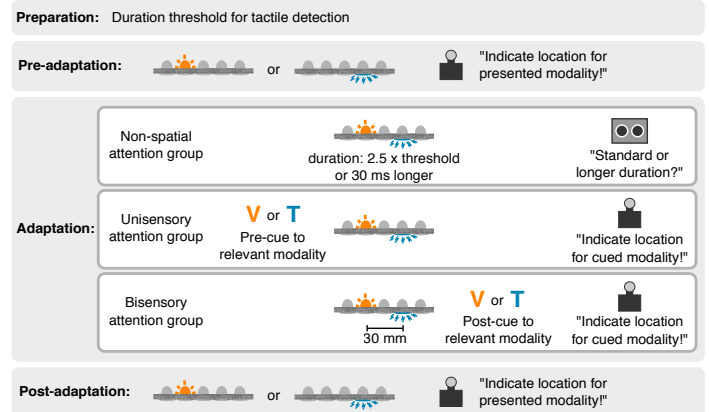 Preparation: Duration threshold for tactile detection
Pre-adaptation:
or
"Indicate location for
presented modality!"
Adaptation:
Non-spatial
attention group
duration: 2.5 x threshold
or 30 ms longer
"Standard or
longer duration?"
Unisensory
attention group
V or T
Pre-cue to
relevant modality
"Indicate location
for cued modality!"
Bisensory
attention group
30 mm
V or T
Post-cue to
relevant modality
"Indicate location
for cued modality!"
Post-adaptation:
or
"Indicate location for
presented modality!"